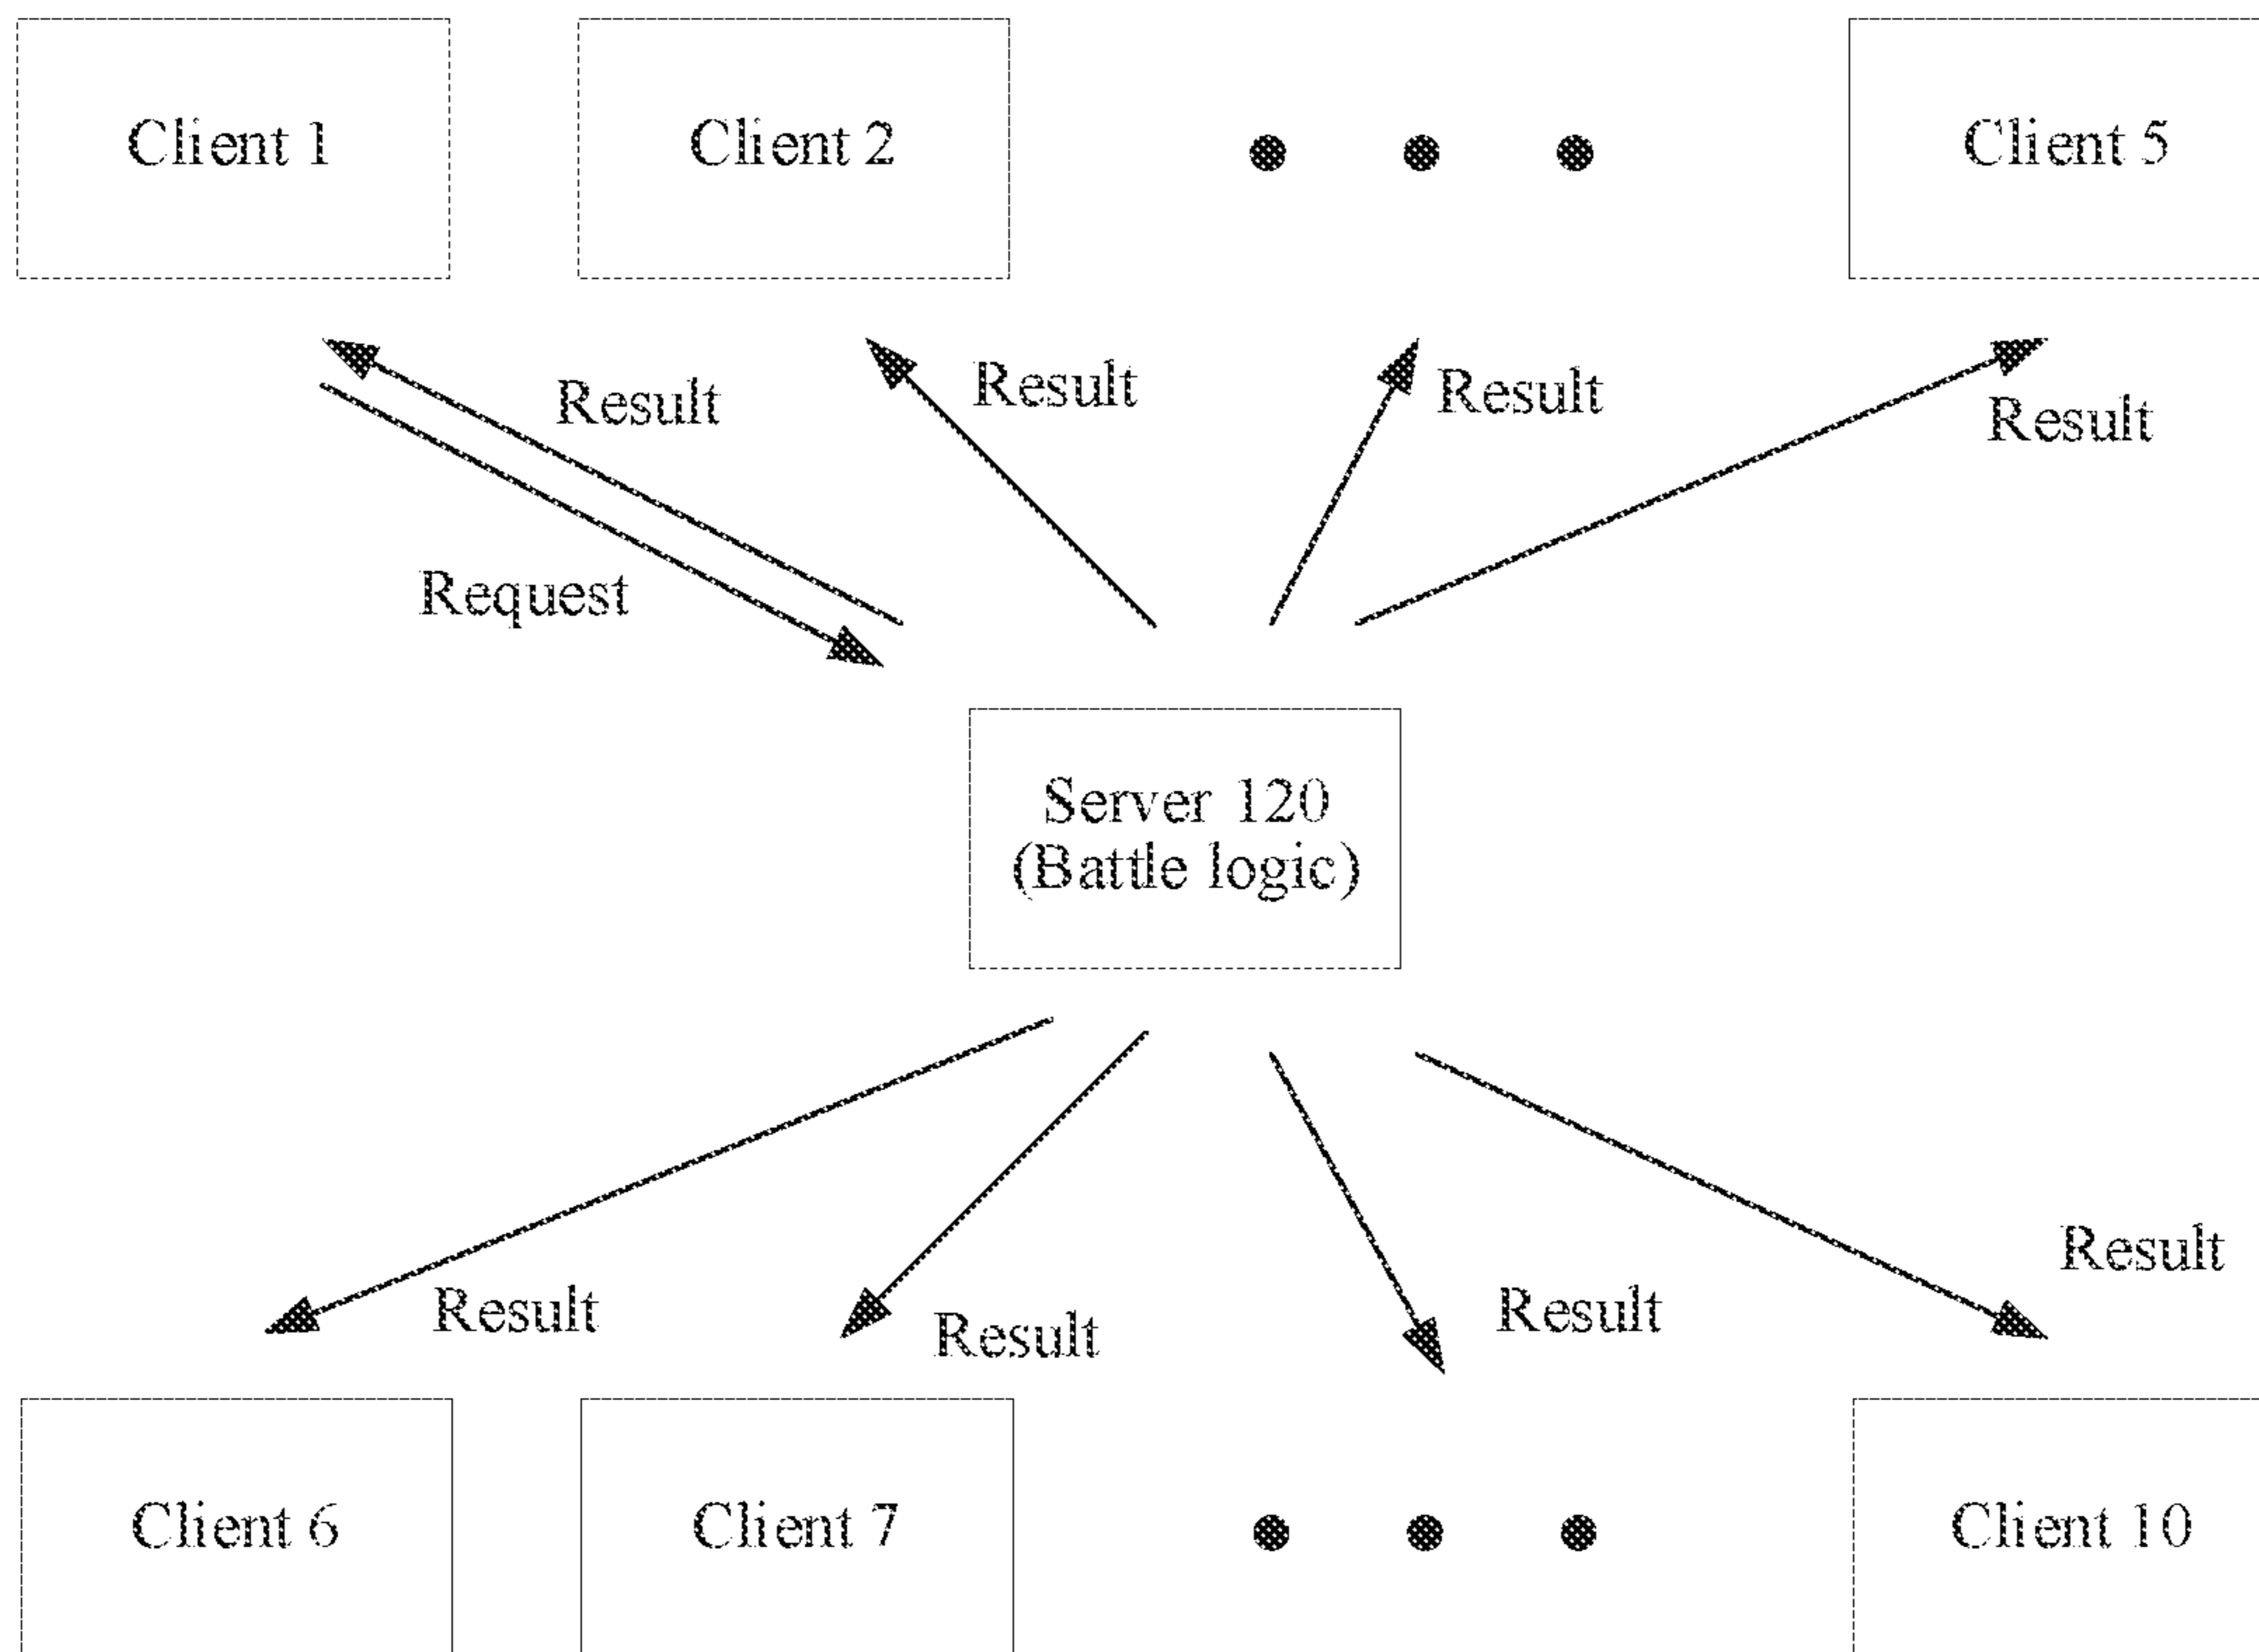 Client 1
Client 2
Client 5
Result
Result
Result
Result
Request
Server 120
(Battle logic)
Result
Result
Result
Result
Client 6
Client 7
Client 10